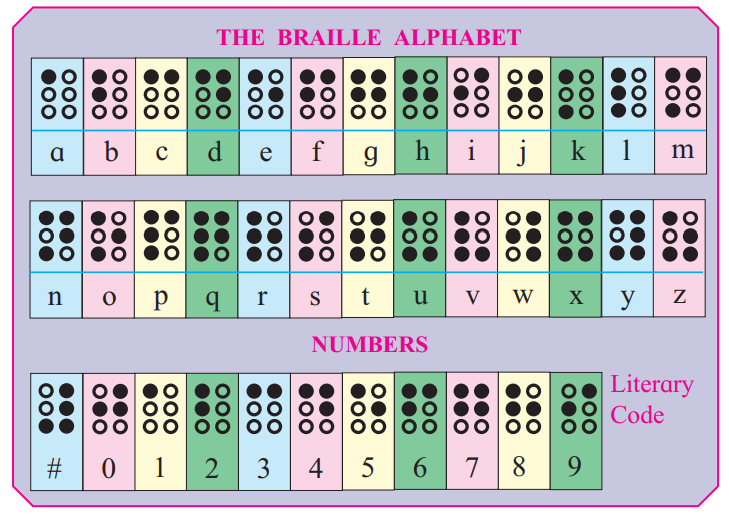 THE BRAILLE ALPHABET
a b c d e f g h i j k l m
n o p q r s t u v w x y z
NUMBERS
Literary
Code
# 0 1 2 3 4 5 6 7 8 9